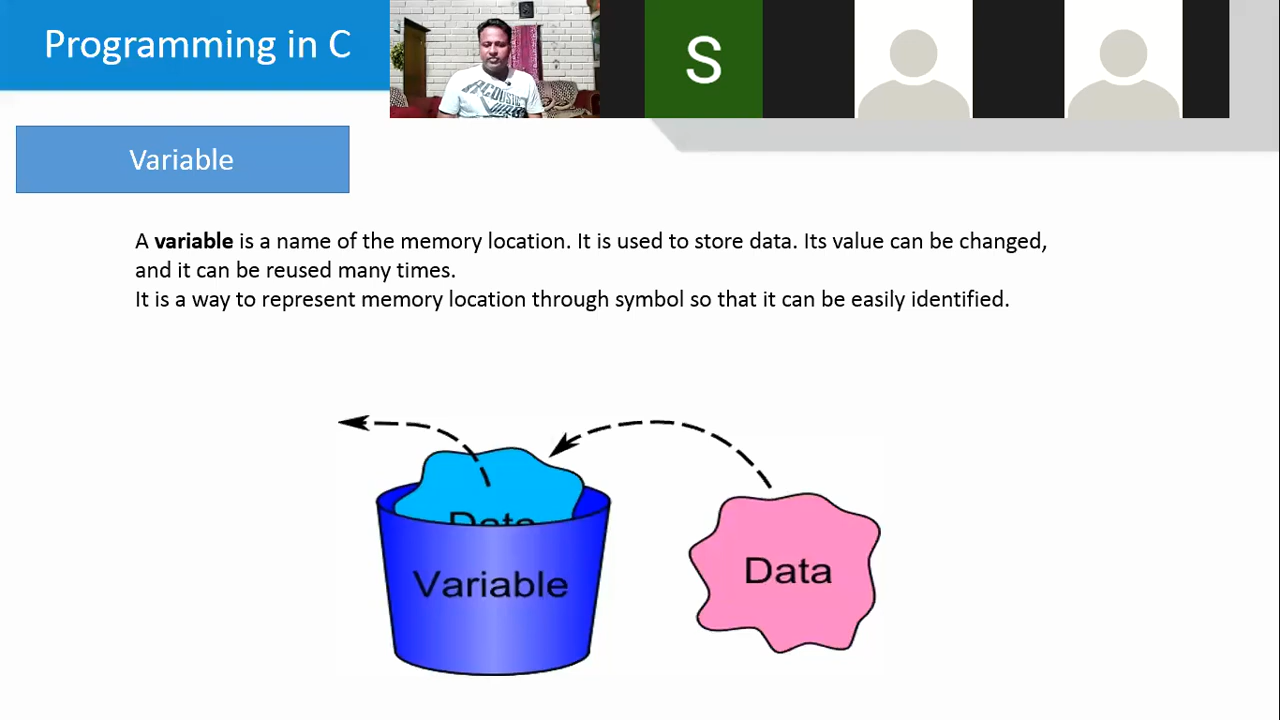 Programming in C
S
Variable
A variable is a name of the memory location. It is used to store data. Its value can be changed,
and it can be reused many times.
It is a way to represent memory location through symbol so that it can be easily identified.
Data
Variable
Data